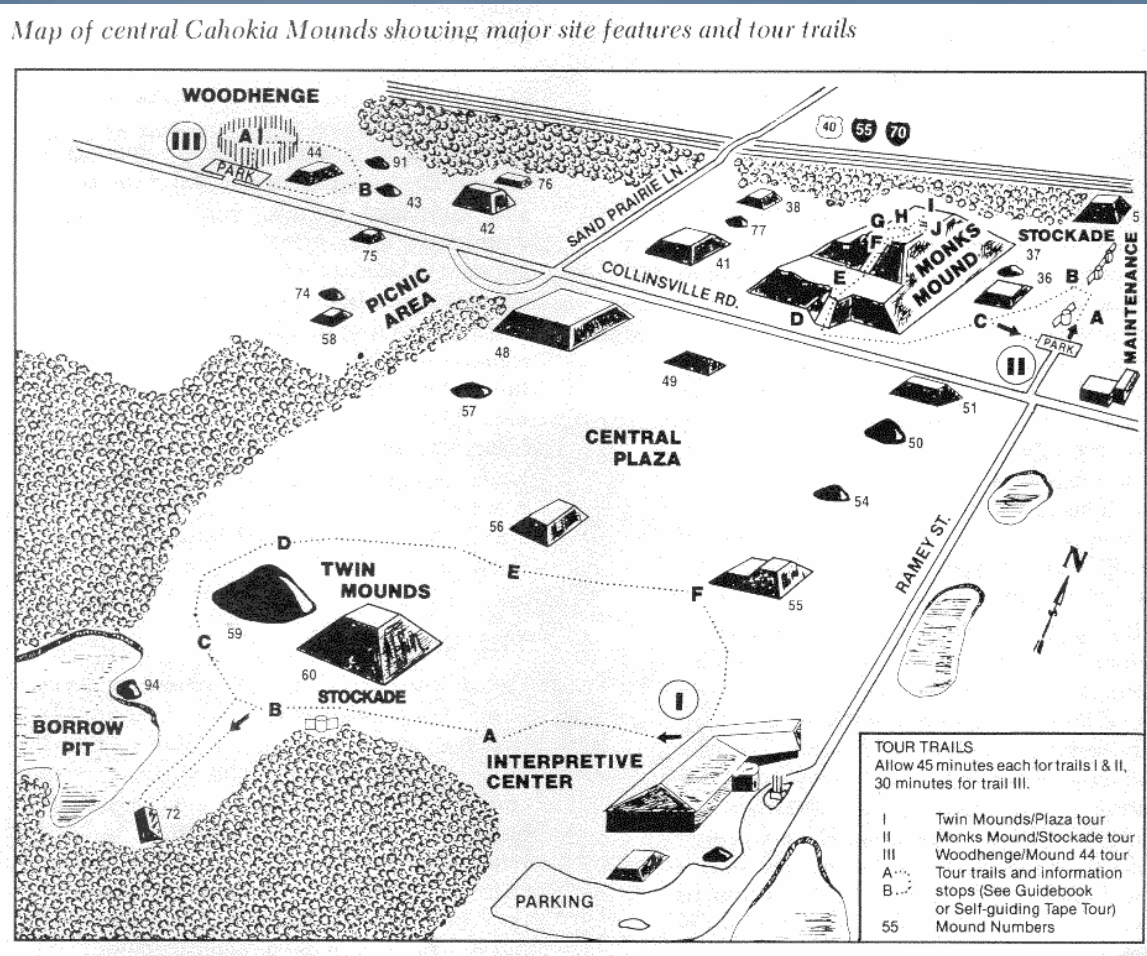 Map of central Cahokia Mounds showing major site features and tour trails
WOODHENGE
III
A I
44
PARK
B
91
43
42
76
75
SAND PRAIRIE LN.
40
55
70
38
77
41
COLLINSVILLE RD.
G
H
I
J
F
E
D
MONKS
MOUND
5
STOCKADE
37
36
B
A
C
PARK
II
MAINTENANCE
74
58
PICNIC
AREA
48
49
57
51
50
54
CENTRAL
PLAZA
56
55
RAMEY ST.
N
D
E
F
TWIN
MOUNDS
59
60
C
STOCKADE
B
A
94
BORROW
PIT
72
I
INTERPRETIVE
CENTER
PARKING
TOUR TRAILS
Allow 45 minutes each for trails I & II,
30 minutes for trail III.
I Twin Mounds/Plaza tour
II Monks Mound/Stockade tour
III Woodhenge/Mound 44 tour
A Tour trails and information
B stops (See Guidebook
or Self-guiding Tape Tour)
55 Mound Numbers